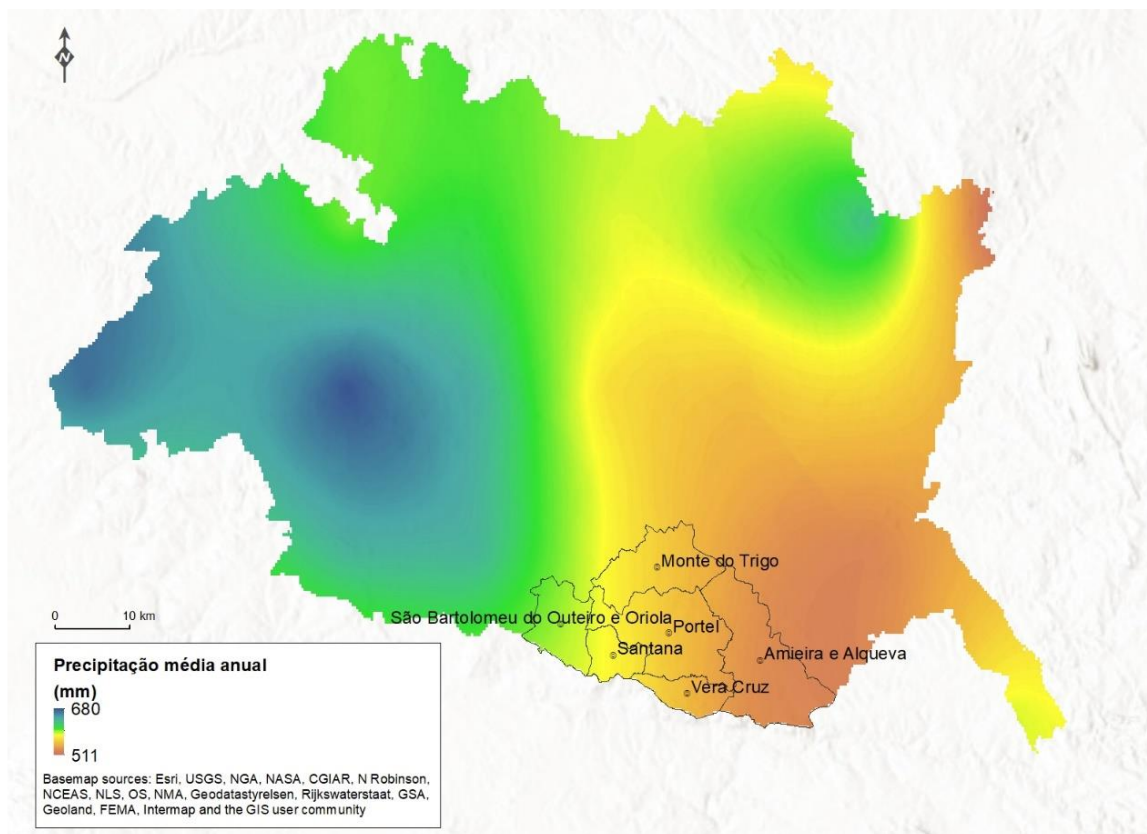 N
Monte do Trigo
São Bartolomeu do Outeiro e Oriola
Portel
Santana
Amieira e Alqueva
Vera Cruz
0 10 km
Precipitação média anual
(mm)
680
511
Basemap sources: Esri, USGS, NGA, NASA, CGIAR, N Robinson,
NCEAS, NLS, OS, NMA, Geodatastyrelsen, Rijkswaterstaat, GSA,
Geoland, FEMA, Intermap and the GIS user community